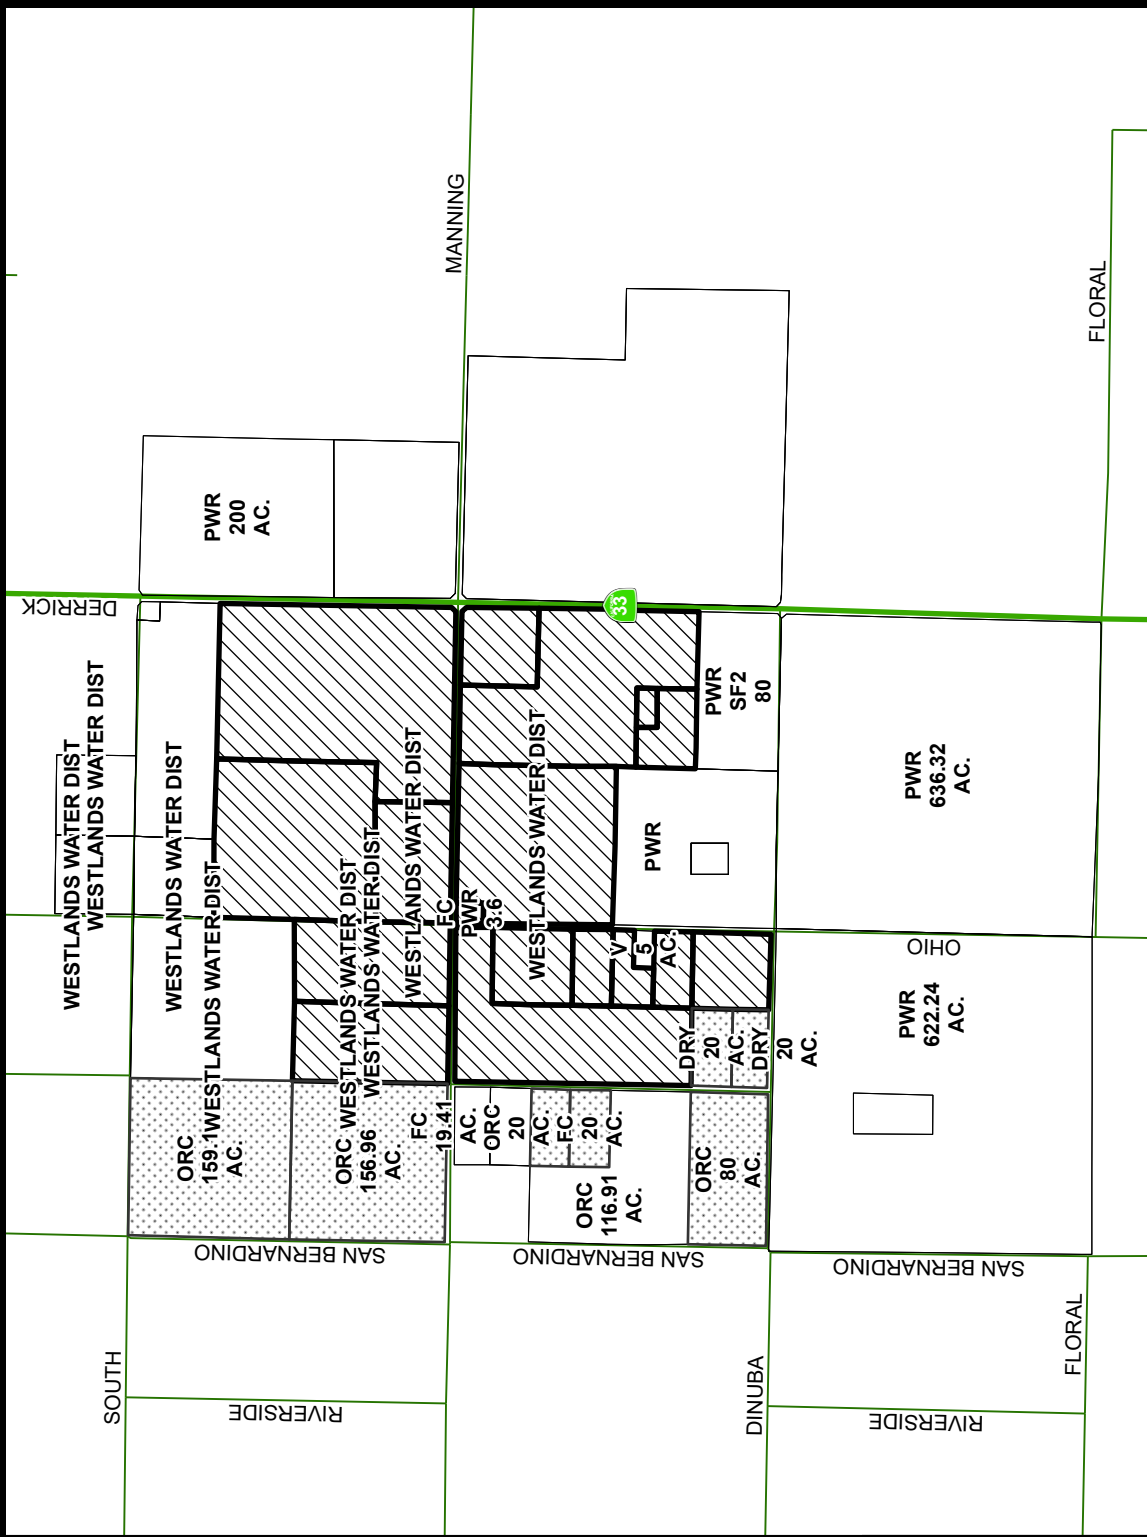 MANNING
FLORAL
PWR
200
AC.
DERRICK
33
WESTLANDS WATER DIST
WESTLANDS WATER DIST
WESTLANDS WATER DIST
WESTLANDS WATER DIST
WESTLANDS WATER DIST
WESTLANDS WATER DIST
WESTLANDS WATER DIST
WESTLANDS WATER DIST
PWR
SF2
80
PWR
636.32
AC.
PWR
FC
PWR
3.6
V
5
AC.
OHIO
PWR
622.24
AC.
DRY
20
AC.
DRY
20
AC.
ORC
159.1
AC.
ORC
156.96
AC.
FC
19.41
AC.
ORC
20
AC.
FC
20
AC.
ORC
116.91
AC.
ORC
80
AC.
SAN BERNARDINO
SAN BERNARDINO
SAN BERNARDINO
SOUTH
RIVERSIDE
DINUBA
RIVERSIDE
FLORAL